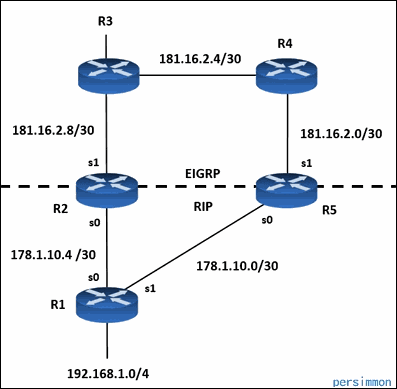 R3
R4
181.16.2.4/30
181.16.2.8/30
181.16.2.0/30
s1
s1
EIGRP
R2
RIP
R5
s0
s0
178.1.10.4 /30
178.1.10.0/30
s0
s1
R1
192.168.1.0/4
persimmon